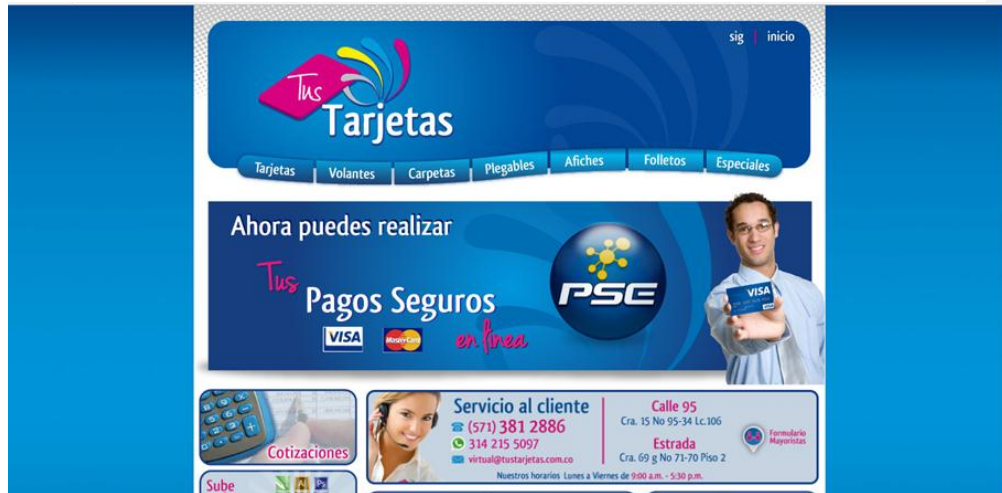 sig | inicio
Tus
Tarjetas
Tarjetas
Volantes
Carpetas
Plegables
Afiches
Folletos
Especiales
Ahora puedes realizar
Tus
Pagos Seguros
en línea
VISA
MasterCard
PSE
VISA
Cotizaciones
Servicio al cliente
(571) 381 2886
314 215 5097
virtual@tustarjetas.com.co
Calle 95
Cra. 15 No 95-34 Lc.106
Estrada
Cra. 69 g No 71-70 Piso 2
Formulario
Mayoristas
Nuestros horarios Lunes a Viernes de 9:00 a.m. - 5:30 p.m.
Sube
Ps